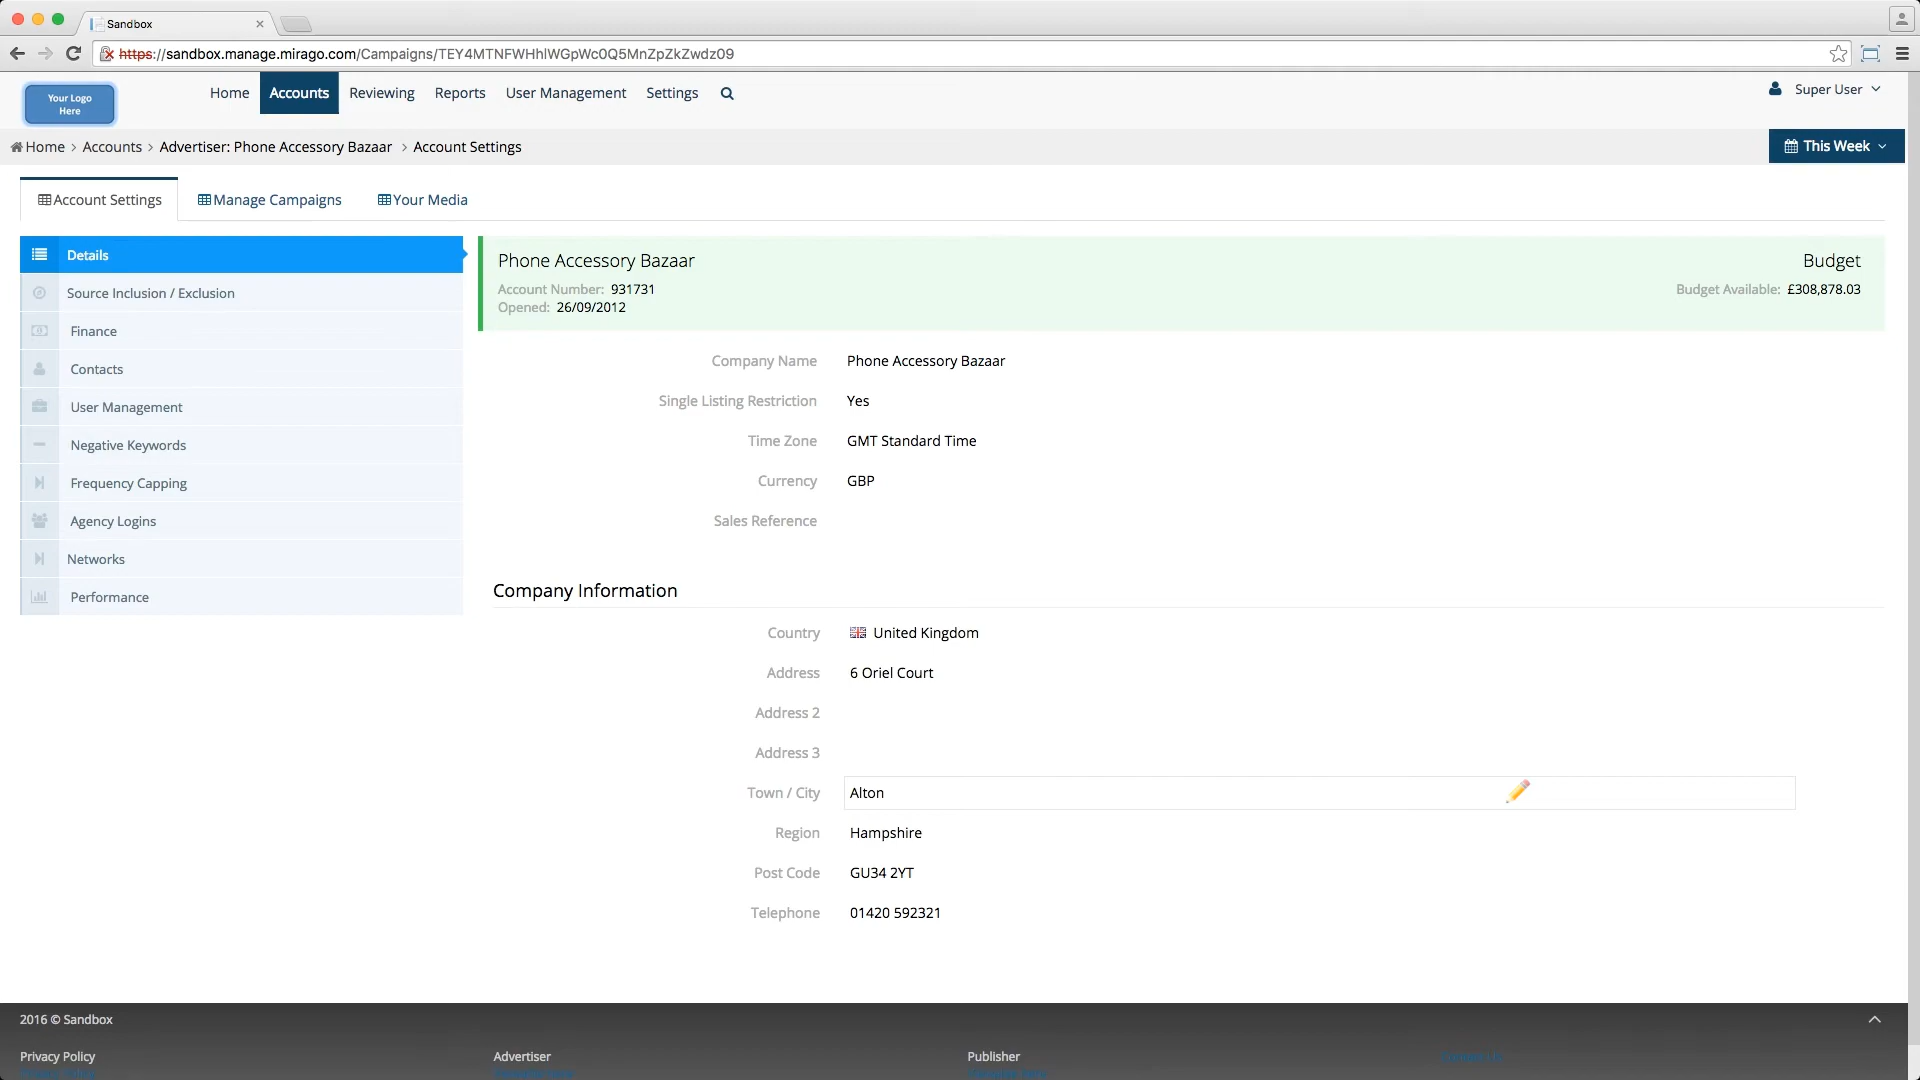 Sandbox
https://sandbox.manage.mirago.com/Campaigns/TEY4MTNFWHhlWGpWc0Q5MnZpZkZwdz09
Your Logo
Here
Home
Accounts
Reviewing
Reports
User Management
Settings
Super User
Home > Accounts > Advertiser: Phone Accessory Bazaar > Account Settings
This Week
Account Settings
Manage Campaigns
Your Media
Details
Source Inclusion / Exclusion
Finance
Contacts
User Management
Negative Keywords
Frequency Capping
Agency Logins
Networks
Performance
Phone Accessory Bazaar
Account Number: 931731
Opened: 26/09/2012
Budget
Budget Available: £308,878.03
Company Name Phone Accessory Bazaar
Single Listing Restriction Yes
Time Zone GMT Standard Time
Currency GBP
Sales Reference
Company Information
Country United Kingdom
Address 6 Oriel Court
Address 2
Address 3
Town / City Alton
Region Hampshire
Post Code GU34 2YT
Telephone 01420 592321
2016 © Sandbox
Privacy Policy
Advertiser
Publisher
Privacy Policy